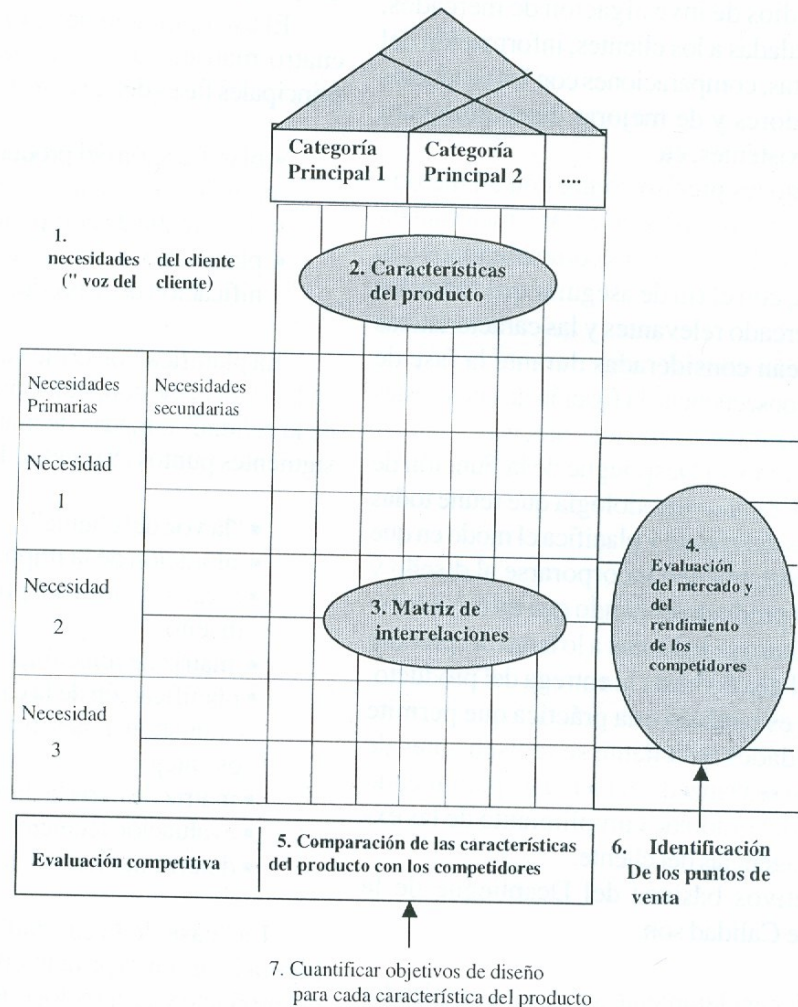 Categoría
Principal 1
Categoría
Principal 2
....
1.
necesidades del cliente
(" voz del cliente)
2. Características
del producto
Necesidades
Primarias
Necesidades
secundarias
Necesidad
1
Necesidad
2
Necesidad
3
3. Matriz de
interrelaciones
4.
Evaluación
del mercado y
del
rendimiento
de los
competidores
Evaluación competitiva
5. Comparación de las características
del producto con los competidores
6. Identificación
De los puntos de
venta
7. Cuantificar objetivos de diseño
para cada característica del producto